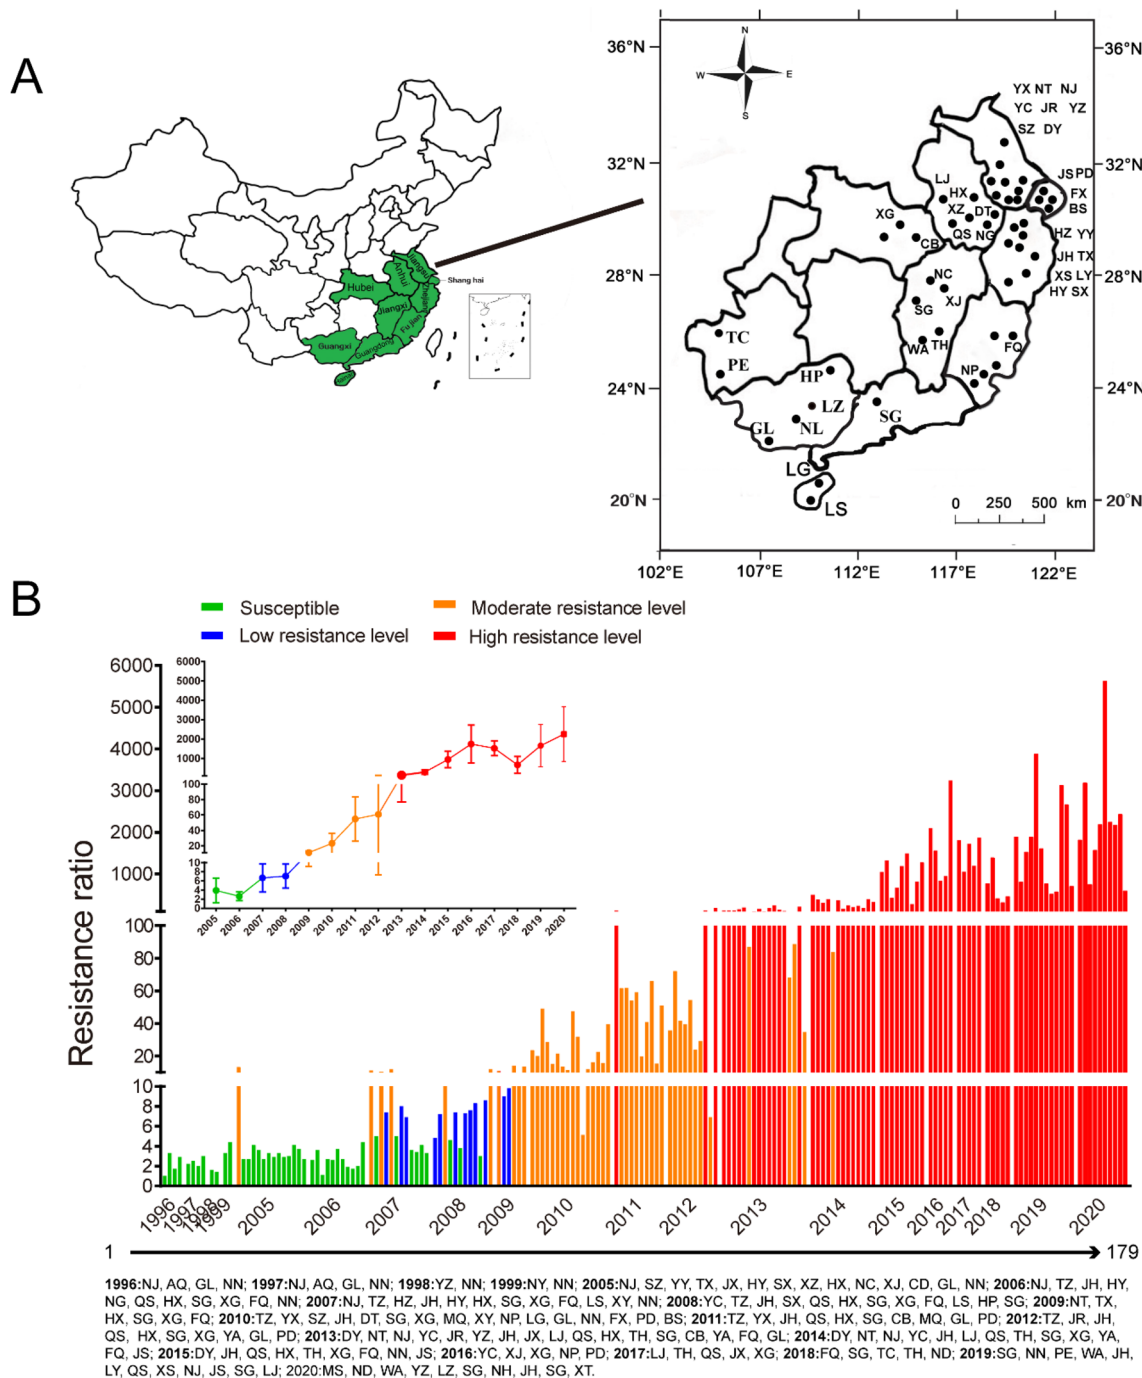 A
36°N
36°N
N
W
E
S
YX NT NJ
YC JR YZ
SZ DY
32°N
32°N
LJ
JS PD
HX
FX
XZ
DT
BS
XG
QS
NG
HZ YY
CB
JH TX
28°N
28°N
NC
XS LY
XJ
HY SX
SG
Jiangsu
Anhui
Shang hai
Hubei
Zhejiang
Jiangxi
Fu jian
Guangxi
Guangdong
TC
TH
FQ
WA
PE
HP
NP
24°N
24°N
LZ
SG
GL
NL
LG
20°N
20°N
LS
0 250 500 km
102°E 107°E 112°E 117°E 122°E
B
Susceptible
Moderate resistance level
Low resistance level
High resistance level
Resistance ratio
6000
5000
4000
3000
2000
1000
100
80
60
40
20
10
8
6
4
2
0
6000
5000
4000
3000
2000
1000
100
80
60
40
20
10
8
6
4
2
0
2005 2006 2007 2008 2009 2010 2011 2012 2013 2014 2015 2016 2017 2018 2019 2020
1996 1997 1998 1999 2005 2006 2007 2008 2009 2010 2011 2012 2013 2014 2015 2016 2017 2018 2019 2020
1 179
1996:NJ, AQ, GL, NN; 1997:NJ, AQ, GL, NN; 1998:YZ, NN; 1999:NY, NN; 2005:NJ, SZ, YY, TX, JX, HY, SX, XZ, HX, NC, XJ, CD, GL, NN; 2006:NJ, TZ, JH, HY,
NG, QS, HX, SG, XG, FQ, NN; 2007:NJ, TZ, HZ, JH, HY, HX, SG, XG, FQ, LS, XY, NN; 2008:YC, TZ, JH, SX, QS, HX, SG, XG, FQ, LS, HP, SG; 2009:NT, TX,
HX, SG, XG, FQ; 2010:TZ, YX, SZ, JH, DT, SG, XG, MQ, XY, NP, LG, GL, NN, FX, PD, BS; 2011:TZ, YX, JH, QS, HX, SG, CB, MQ, GL, PD; 2012:TZ, JR, JH,
QS, HX, SG, XG, YA, GL, PD; 2013:DY, NT, NJ, YC, JR, YZ, JH, JX, LJ, QS, HX, TH, SG, CB, YA, FQ, GL; 2014:DY, NT, NJ, YC, JH, LJ, QS, TH, SG, XG, YA,
FQ, JS; 2015:DY, JH, QS, HX, TH, XG, FQ, NN, JS; 2016:YC, XJ, XG, NP, PD; 2017:LJ, TH, QS, JX, XG; 2018:FQ, SG, TC, TH, ND; 2019:SG, NN, PE, WA, JH,
LY, QS, XS, NJ, JS, SG, LJ; 2020:MS, ND, WA, YZ, LZ, SG, NH, JH, SG, XT.